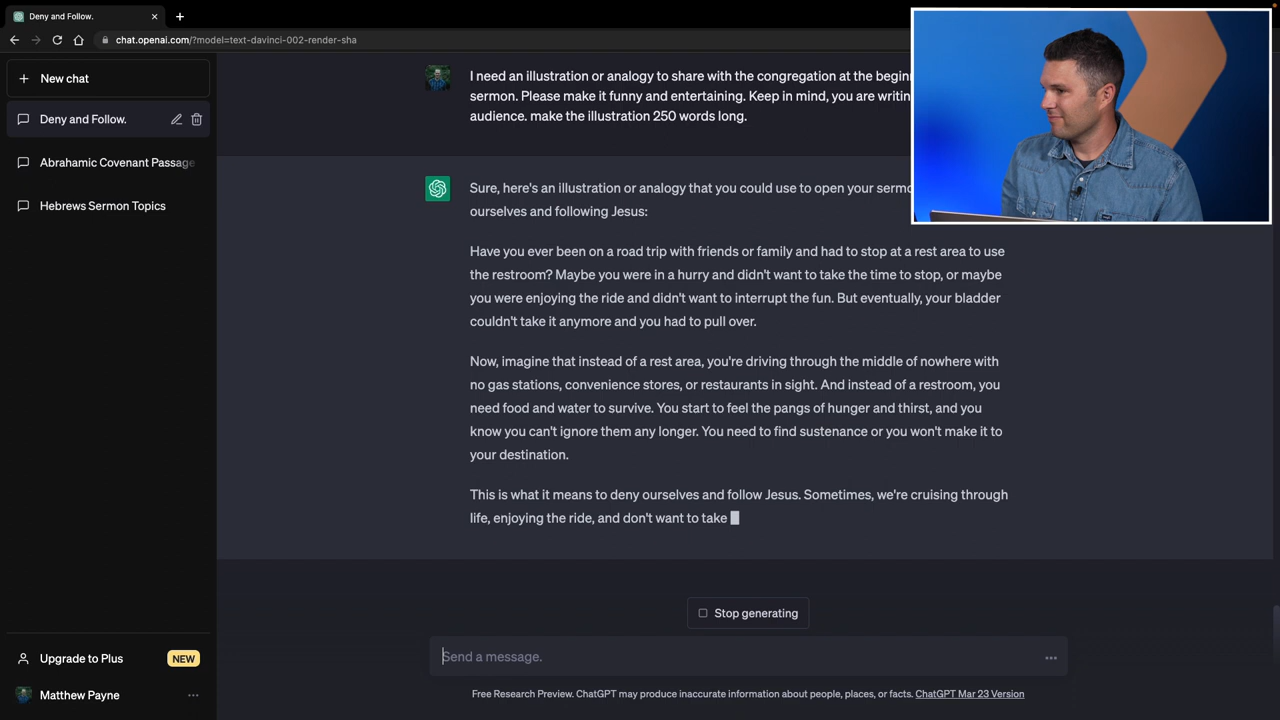 Deny and Follow.
chat.openai.com/?model=text-davinci-002-render-sha
New chat
Deny and Follow.
Abrahamic Covenant Passage
Hebrews Sermon Topics
I need an illustration or analogy to share with the congregation at the
sermon. Please make it funny and entertaining. Keep in mind, you are
audience. make the illustration 250 words long.
Sure, here's an illustration or analogy that you could use to open your
ourselves and following Jesus:
Have you ever been on a road trip with friends or family and had to stop at a rest area to use
the restroom? Maybe you were in a hurry and didn't want to take the time to stop, or maybe
you were enjoying the ride and didn't want to interrupt the fun. But eventually, your bladder
couldn't take it anymore and you had to pull over.
Now, imagine that instead of a rest area, you're driving through the middle of nowhere with
no gas stations, convenience stores, or restaurants in sight. And instead of a restroom, you
need food and water to survive. You start to feel the pangs of hunger and thirst, and you
know you can't ignore them any longer. You need to find sustenance or you won't make it to
your destination.
This is what it means to deny ourselves and follow Jesus. Sometimes, we're cruising through
life, enjoying the ride, and don't want to take
Stop generating
Send a message.
Upgrade to Plus
NEW
Matthew Payne
Free Research Preview. ChatGPT may produce inaccurate information about people, places, or facts. ChatGPT Mar 23 Version